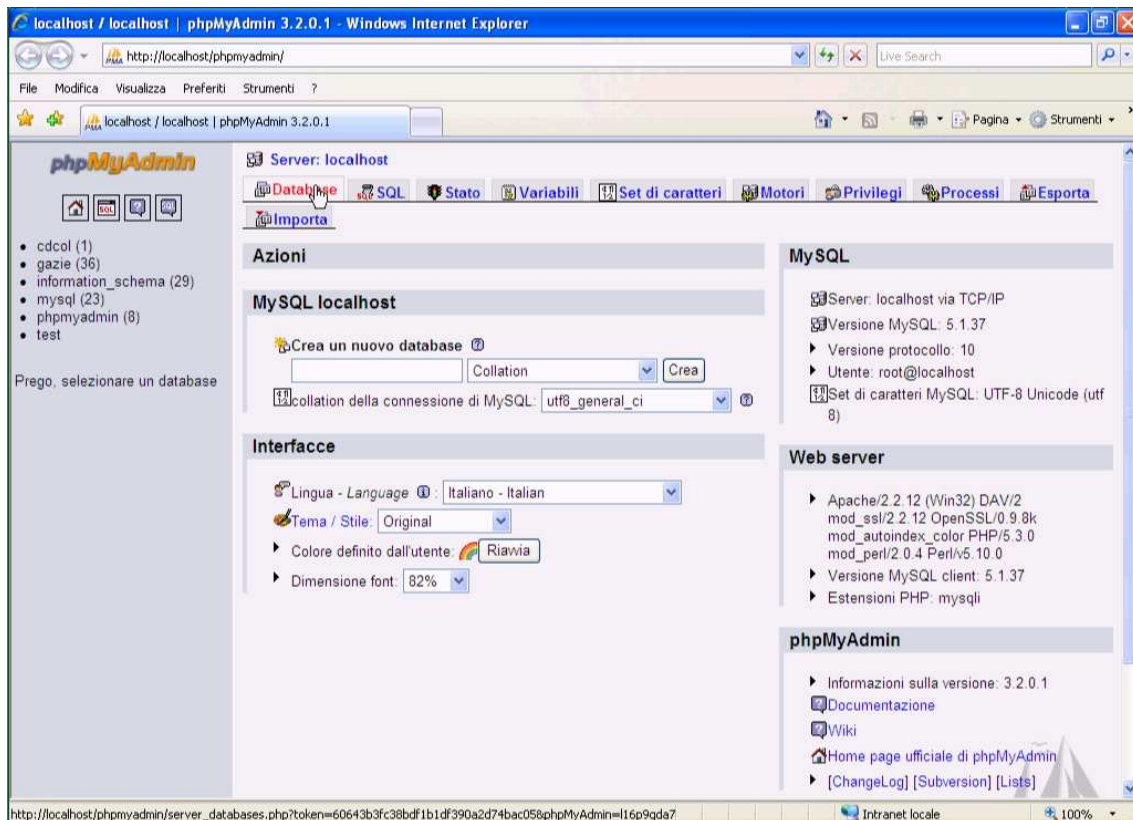 localhost / localhost | phpMyAdmin 3.2.0.1 - Windows Internet Explorer
http://localhost/phpmyadmin/
Live Search
File Modifica Visualizza Preferiti Strumenti ?
localhost / localhost | phpMyAdmin 3.2.0.1
Pagina Strumenti
phpMyAdmin
SQL
cdcol (1)
gazie (36)
information_schema (29)
mysql (23)
phpmyadmin (8)
test
Prego, selezionare un database
Server: localhost
Database SQL Stato Variabili Set di caratteri Motori Privilegi Processi Esporta
Importa
Azioni
MySQL localhost
Crea un nuovo database
Collation Crea
collation della connessione di MySQL: utf8_general_ci
Interfacce
Lingua - Language : Italiano - Italian
Tema / Stile: Original
Colore definito dall'utente: Riavvia
Dimensione font: 82%
MySQL
Server: localhost via TCP/IP
Versione MySQL: 5.1.37
Versione protocollo: 10
Utente: root@localhost
Set di caratteri MySQL: UTF-8 Unicode (utf
8)
Web server
Apache/2.2.12 (Win32) DAV/2
mod_ssl/2.2.12 OpenSSL/0.9.8k
mod_autoindex_color PHP/5.3.0
mod_perl/2.0.4 Perl/v5.10.0
Versione MySQL client: 5.1.37
Estensioni PHP: mysqli
phpMyAdmin
Informazioni sulla versione: 3.2.0.1
Documentazione
Wiki
Home page ufficiale di phpMyAdmin
[ChangeLog] [Subversion] [Lists]
http://localhost/phpmyadmin/server_databases.php?token=60643b3fc38bdf1b1df390a2d74bac05&phpMyAdmin=l16p9qda7
Intranet locale 100%